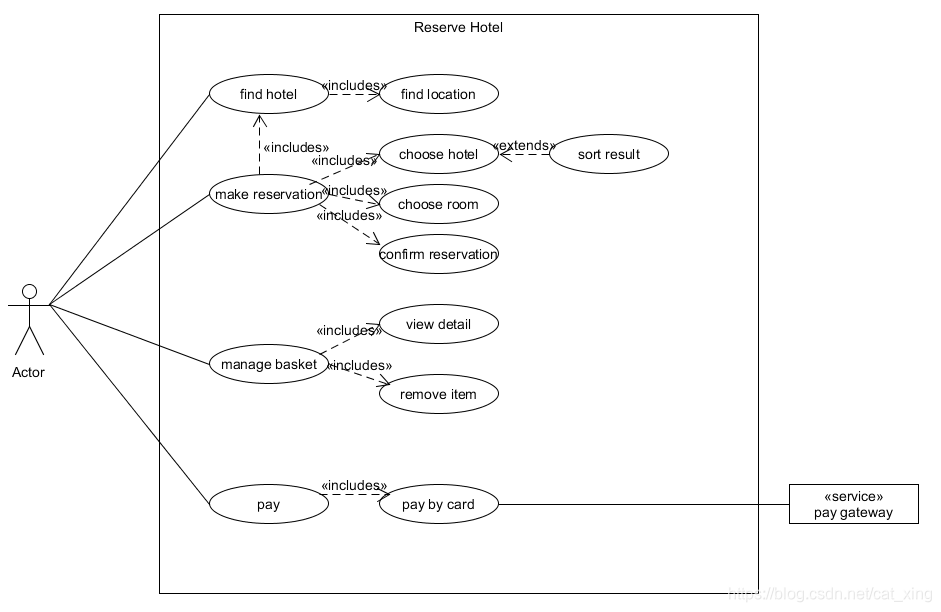 Reserve Hotel
find hotel
«includes»
find location
«includes»
«includes»
choose hotel
«extends»
sort result
make reservation
«includes»
choose room
«includes»
confirm reservation
Actor
manage basket
«includes»
view detail
«includes»
remove item
pay
«includes»
pay by card
«service»
pay gateway
https://blog.csdn.net/cat_xing